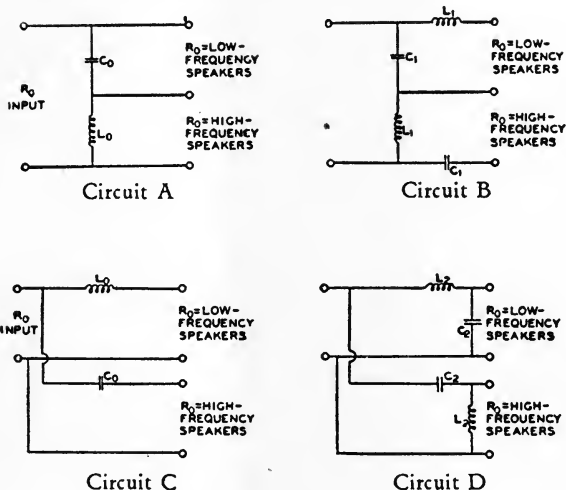 C₀
R₀=LOW-
FREQUENCY
SPEAKERS
R₀
INPUT
L₀
R₀=HIGH-
FREQUENCY
SPEAKERS
Circuit A
L₁
C₁
R₀=LOW-
FREQUENCY
SPEAKERS
L₁
R₀=HIGH-
FREQUENCY
SPEAKERS
C₁
Circuit B
L₀
R₀
INPUT
R₀=LOW-
FREQUENCY
SPEAKERS
C₀
R₀=HIGH-
FREQUENCY
SPEAKERS
Circuit C
L₂
C₂
R₀=LOW-
FREQUENCY
SPEAKERS
C₂
L₂
R₀=HIGH-
FREQUENCY
SPEAKERS
Circuit D